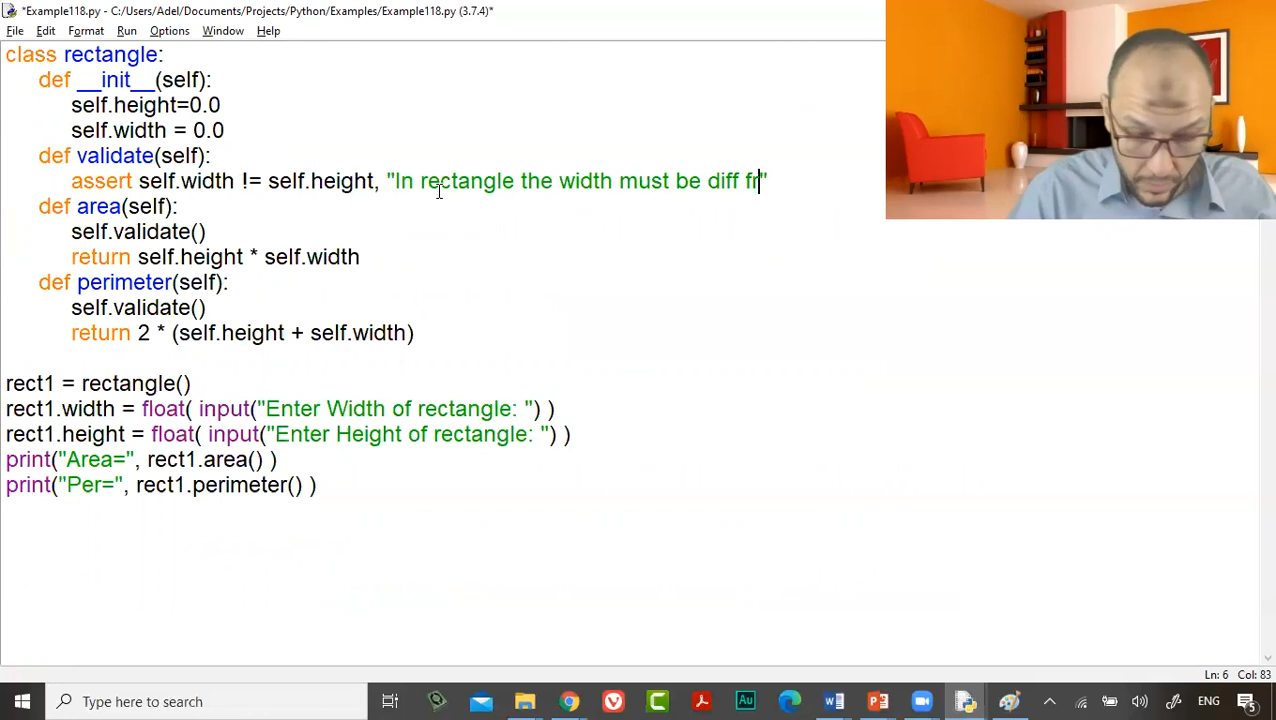 *Example118.py - C:/Users/Adel/Documents/Projects/Python/Examples/Example118.py (3.7.4)*
File Edit Format Run Options Window Help
class rectangle:
def __init__(self):
self.height=0.0
self.width = 0.0
def validate(self):
assert self.width != self.height, "In rectangle the width must be diff fr"
def area(self):
self.validate()
return self.height * self.width
def perimeter(self):
self.validate()
return 2 * (self.height + self.width)
rect1 = rectangle()
rect1.width = float( input("Enter Width of rectangle: ") )
rect1.height = float( input("Enter Height of rectangle: ") )
print("Area=", rect1.area() )
print("Per=", rect1.perimeter() )
Ln: 6 Col: 83
Type here to search
Au
ENG
5